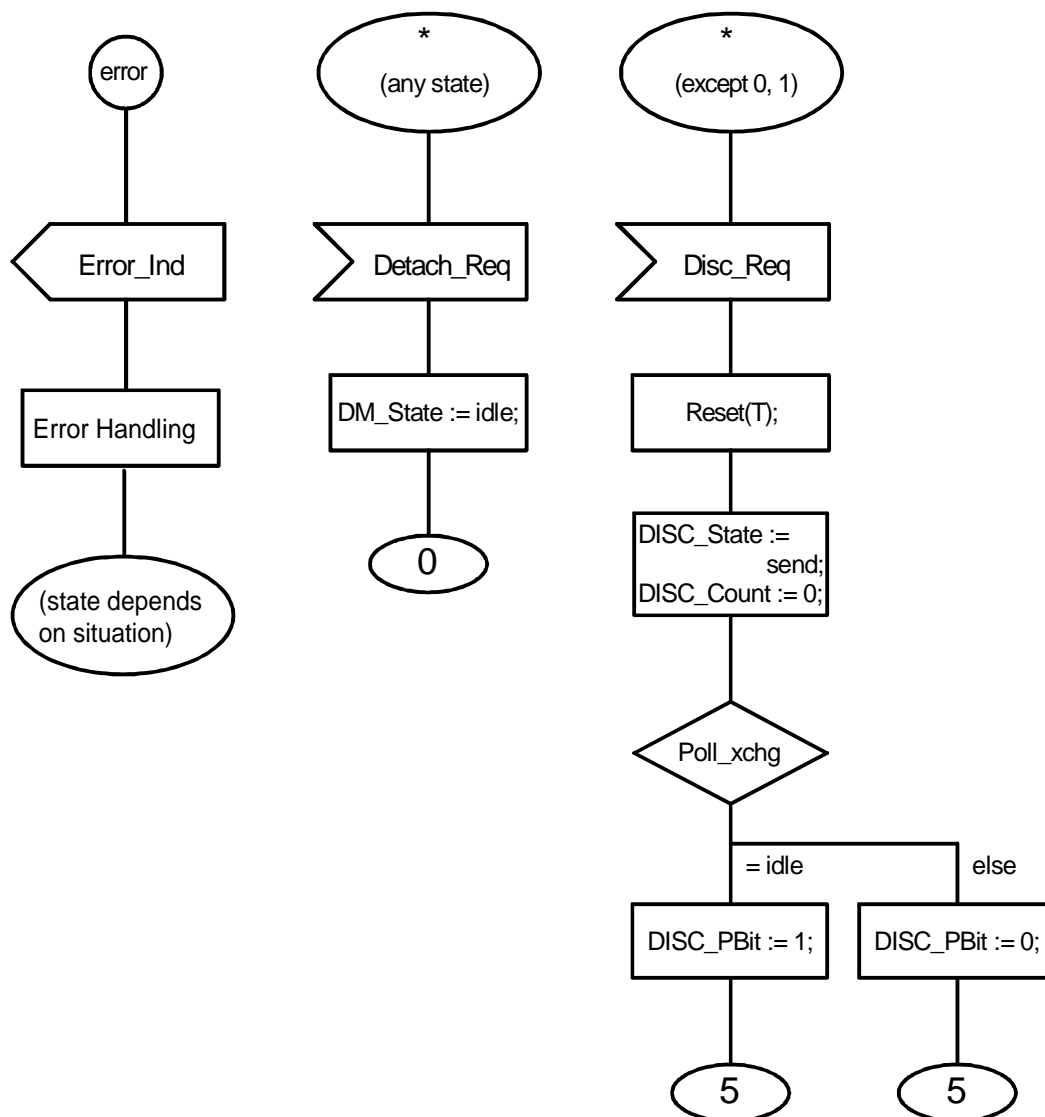 error
Error_Ind
Error Handling
(state depends
on situation)
*
(any state)
Detach_Req
DM_State := idle;
0
*
(except 0, 1)
Disc_Req
Reset(T);
DISC_State :=
send;
DISC_Count := 0;
Poll_xchg
= idle
else
DISC_PBit := 1;
DISC_PBit := 0;
5
5